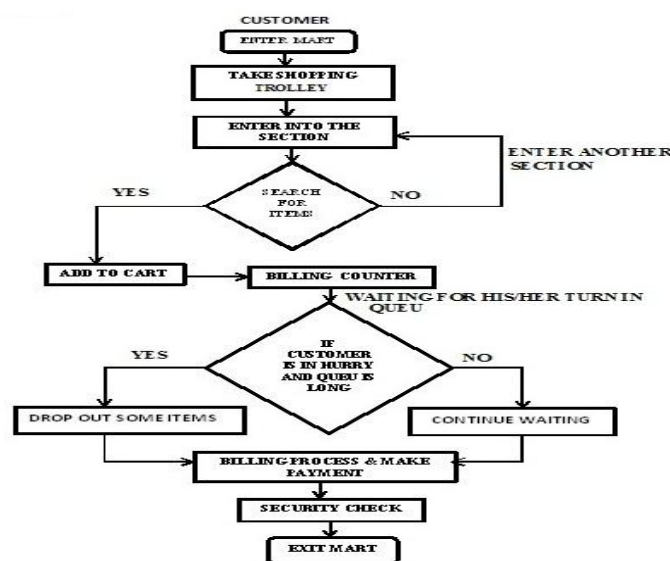 CUSTOMER
ENTER MART
TAKE SHOPPING
TROLLEY
ENTER INTO THE
SECTION
ENTER ANOTHER
SECTION
YES
SEARCH
FOR
ITEMS
NO
ADD TO CART
BILLING COUNTER
WAITING FOR HIS/HER TURN IN
QUEU
YES
IF
CUSTOMER
IS IN HURRY
AND QUEU IS
LONG
NO
DROP OUT SOME ITEMS
CONTINUE WAITING
BILLING PROCESS & MAKE
PAYMENT
SECURITY CHECK
EXIT MART